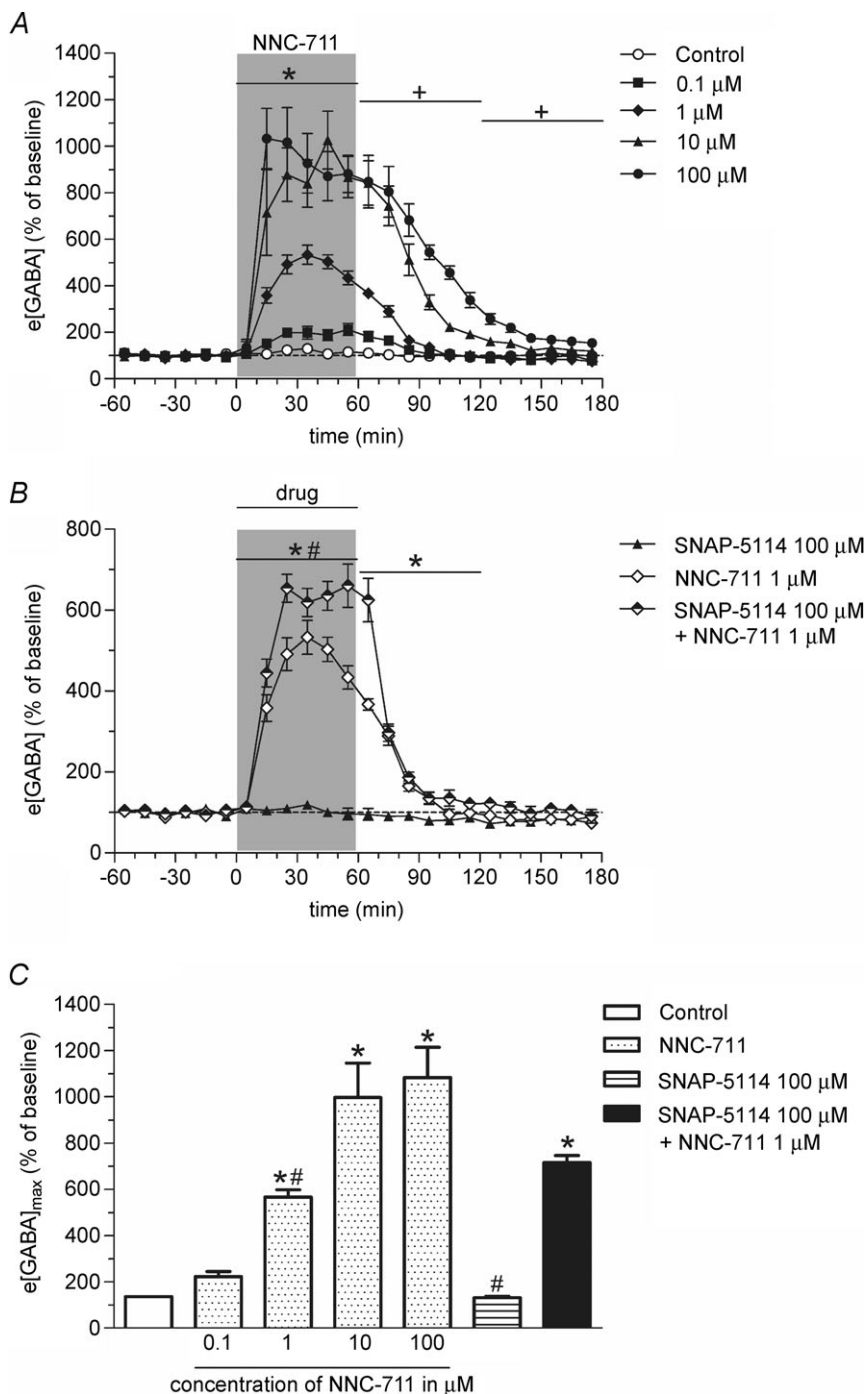 A
NNC-711
1400
1200
1000
800
600
400
200
0
e[GABA] (% of baseline)
*
+
+
-60 -30 0 30 60 90 120 150 180
time (min)
Control
0.1 μM
1 μM
10 μM
100 μM
B
drug
800
600
400
200
0
e[GABA] (% of baseline)
* #
*
-60 -30 0 30 60 90 120 150 180
time (min)
SNAP-5114 100 μM
NNC-711 1 μM
SNAP-5114 100 μM
+ NNC-711 1 μM
C
1400
1200
1000
800
600
400
200
0
e[GABA]max (% of baseline)
*#
*
*
#
*
0.1 1 10 100
concentration of NNC-711 in μM
Control
NNC-711
SNAP-5114 100 μM
SNAP-5114 100 μM
+ NNC-711 1 μM